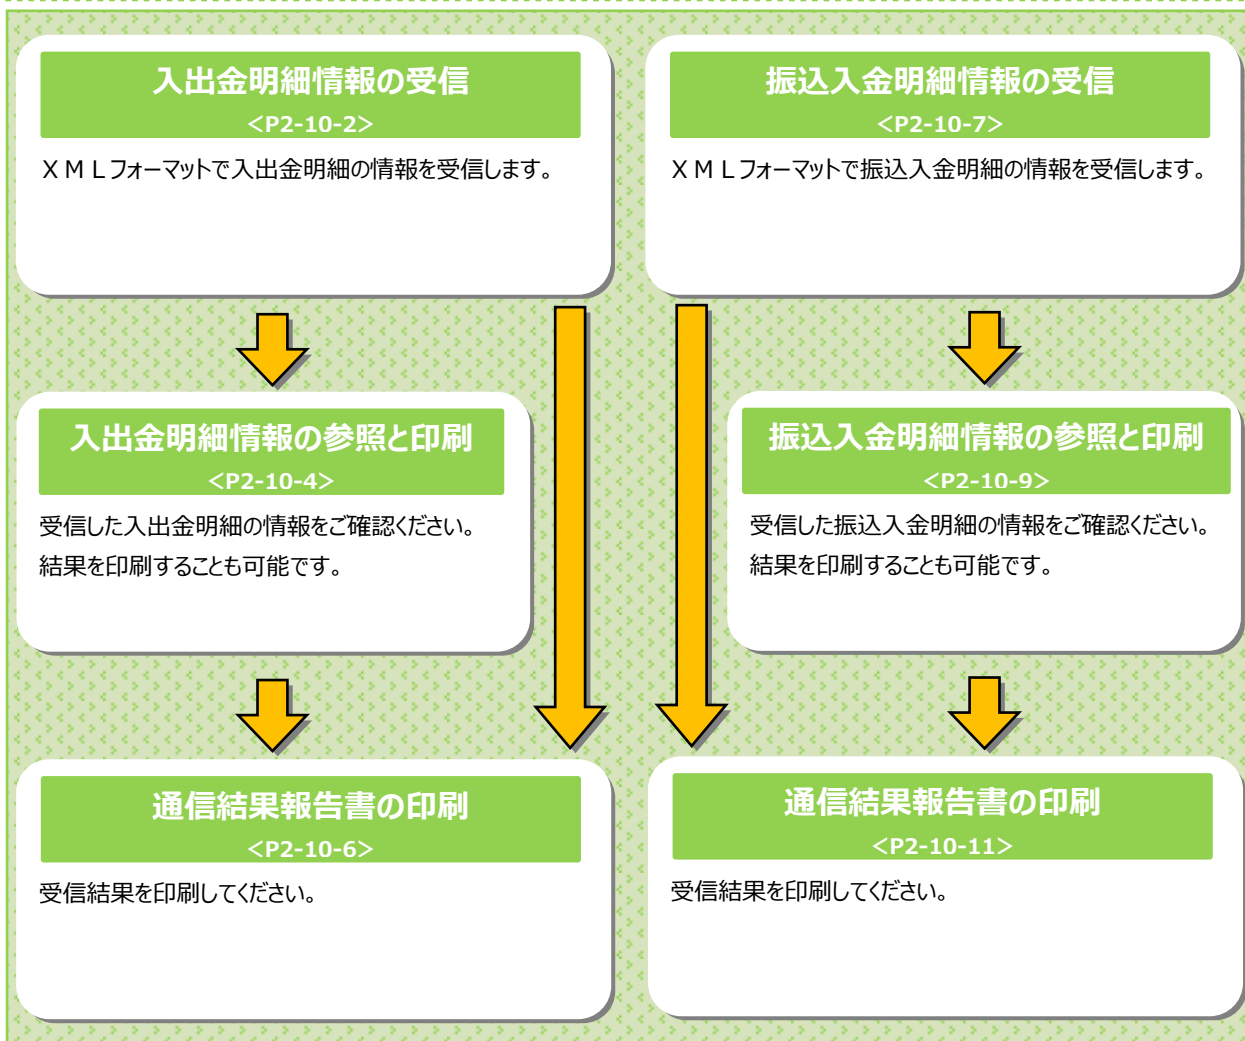 入出金明細情報の受信
<P2-10-2>
ＸＭＬフォーマットで入出金明細の情報を受信します。
振込入金明細情報の受信
<P2-10-7>
ＸＭＬフォーマットで振込入金明細の情報を受信します。
入出金明細情報の参照と印刷
<P2-10-4>
受信した入出金明細の情報をご確認ください。
結果を印刷することも可能です。
振込入金明細情報の参照と印刷
<P2-10-9>
受信した振込入金明細の情報をご確認ください。
結果を印刷することも可能です。
通信結果報告書の印刷
<P2-10-6>
受信結果を印刷してください。
通信結果報告書の印刷
<P2-10-11>
受信結果を印刷してください。